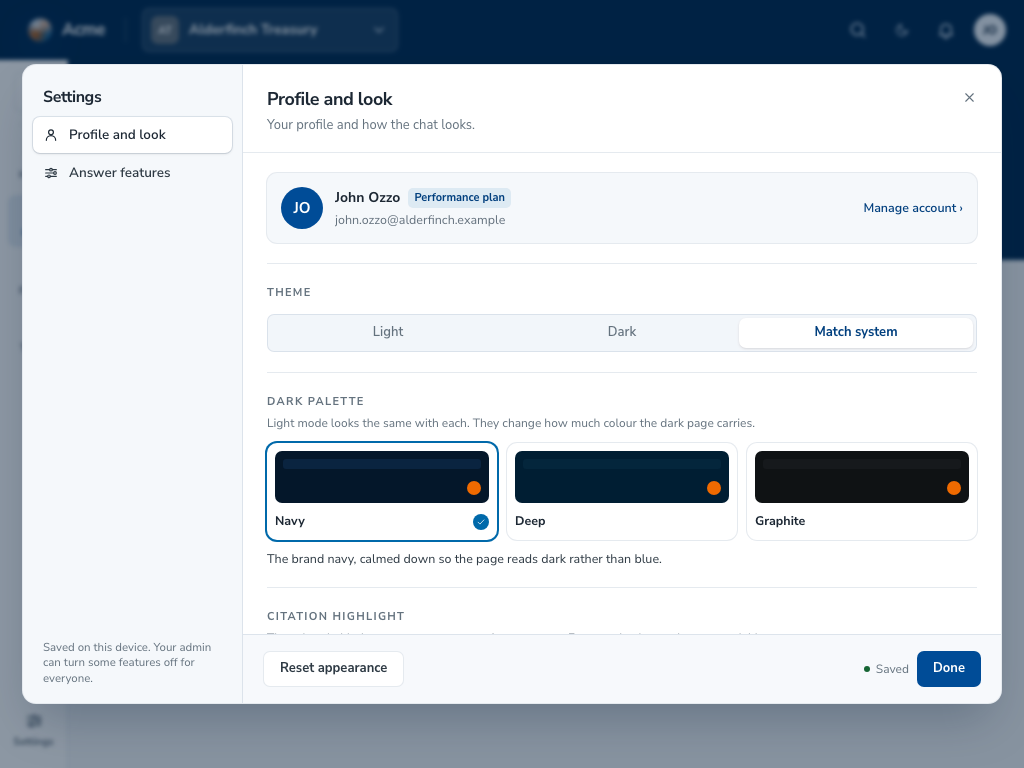 Acme
Alderfinch Treasury
JO
Settings
Profile and look
Answer features
Saved on this device. Your admin
can turn some features off for
everyone.
Profile and look
Your profile and how the chat looks.
JO
John Ozzo
Performance plan
john.ozzo@alderfinch.example
Manage account ›
THEME
Light
Dark
Match system
DARK PALETTE
Light mode looks the same with each. They change how much colour the dark page carries.
Navy
Deep
Graphite
The brand navy, calmed down so the page reads dark rather than blue.
CITATION HIGHLIGHT
Reset appearance
Saved
Done
Settings